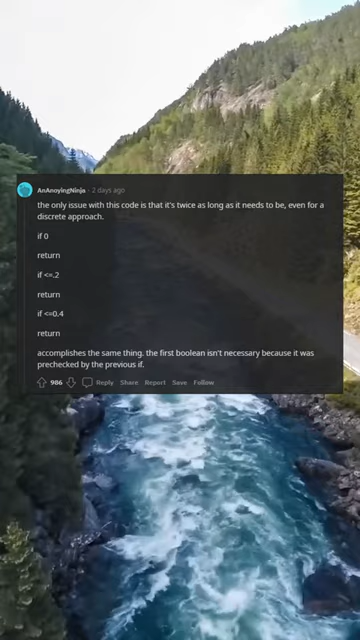 AnAnoyingNinja · 2 days ago
the only issue with this code is that it's twice as long as it needs to be, even for a
discrete approach.
if 0
return
if <=.2
return
if <=0.4
return
accomplishes the same thing. the first boolean isn't necessary because it was
prechecked by the previous if.
986 Reply Share Report Save Follow